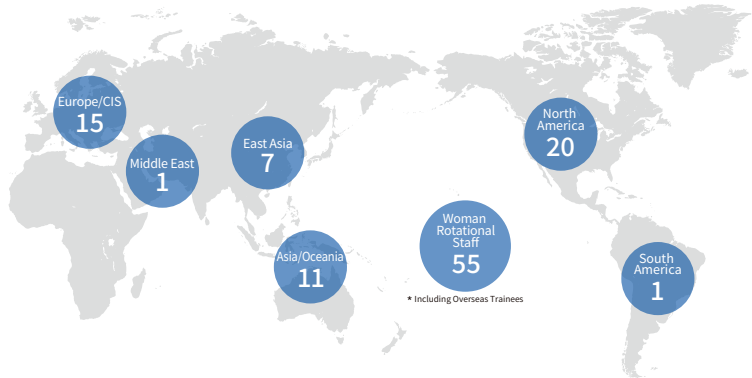 Europe/CIS
15
Middle East
1
East Asia
7
Asia/Oceania
11
North
America
20
Woman
Rotational
Staff
55
* Including Overseas Trainees
South
America
1